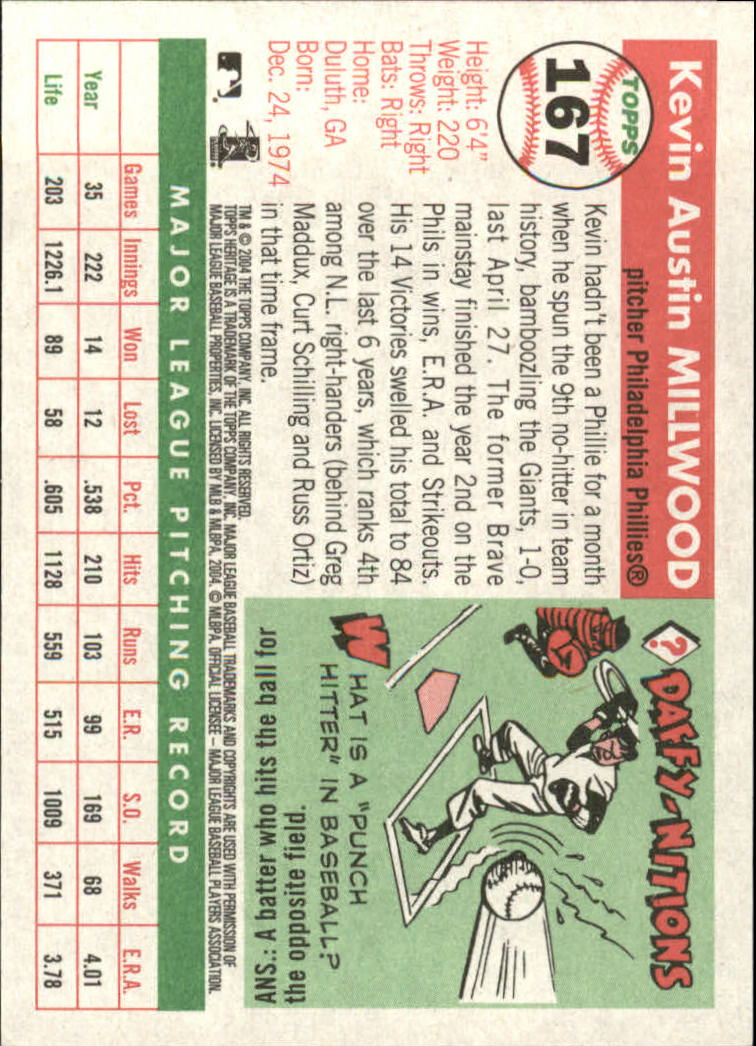 TOPPS
167
Kevin Austin MILLWOOD
pitcher Philadelphia Phillies®
Height: 6'4"
Weight: 220
Throws: Right
Bats: Right
Home:
Duluth, GA
Born:
Dec. 24, 1974
Kevin hadn't been a Phillie for a month
when he spun the 9th no-hitter in team
history, bamboozling the Giants, 1-0,
last April 27. The former Brave
mainstay finished the year 2nd on the
Phils in wins, E.R.A. and Strikeouts.
His 14 Victories swelled his total to 84
over the last 6 years, which ranks 4th
among N.L. right-handers (behind Greg
Maddux, Curt Schilling and Russ Ortiz)
in that time frame.
? DAFFY-NITIONS
WHAT IS A "PUNCH
HITTER" IN BASEBALL?
ANS.: A batter who hits the ball for
the opposite field.
TM & © 2004 THE TOPPS COMPANY, INC. ALL RIGHTS RESERVED.
TOPPS HERITAGE IS A TRADEMARK OF THE TOPPS COMPANY, INC. MAJOR LEAGUE BASEBALL TRADEMARKS AND COPYRIGHTS ARE USED WITH PERMISSION OF
MAJOR LEAGUE BASEBALL PROPERTIES, INC. LICENSED BY MLB & MLBPA. 2004. © MLBPA. OFFICIAL LICENSEE – MAJOR LEAGUE BASEBALL PLAYERS ASSOCIATION.
MAJOR LEAGUE PITCHING RECORD
Games Innings Won Lost Pct. Hits Runs E.R. S.O. Walks E.R.A.
Year 35 222 14 12 .538 210 103 99 169 68 4.01
Life 203 1226.1 89 58 .605 1128 559 515 1009 371 3.78